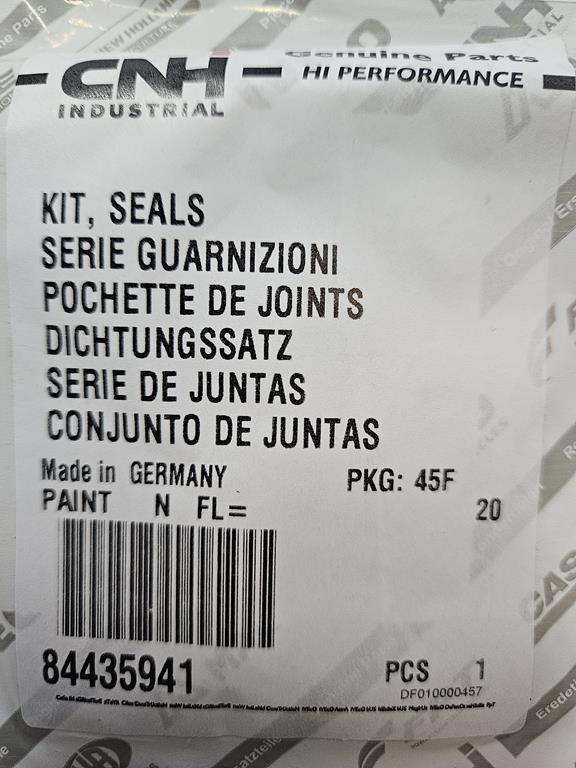 CNH
INDUSTRIAL
Genuine Parts
HI PERFORMANCE
KIT, SEALS
SERIE GUARNIZIONI
POCHETTE DE JOINTS
DICHTUNGSSATZ
SERIE DE JUNTAS
CONJUNTO DE JUNTAS
Made in GERMANY
PKG: 45F
PAINT N FL=
20
84435941
PCS 1
DF010000457